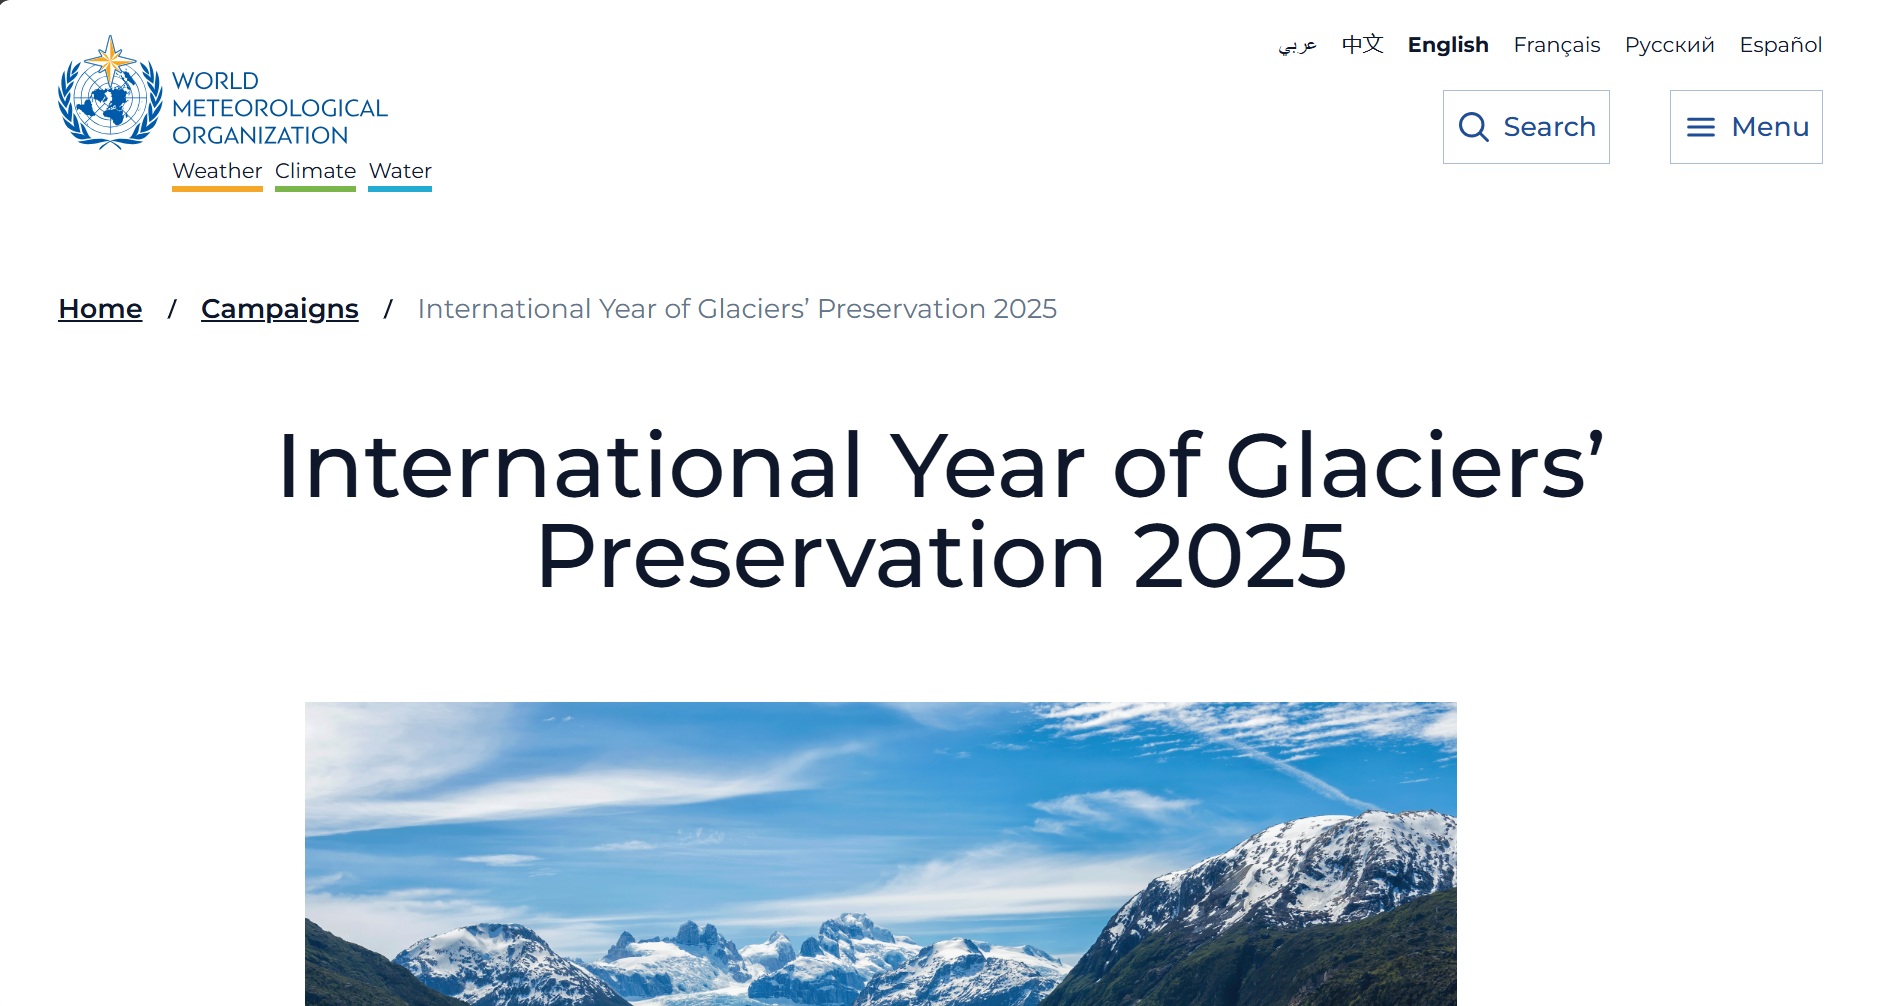 عربي 中文 English Français Русский Español
WORLD
METEOROLOGICAL
ORGANIZATION
Weather Climate Water
Search Menu
Home / Campaigns / International Year of Glaciers’ Preservation 2025
International Year of Glaciers’
Preservation 2025